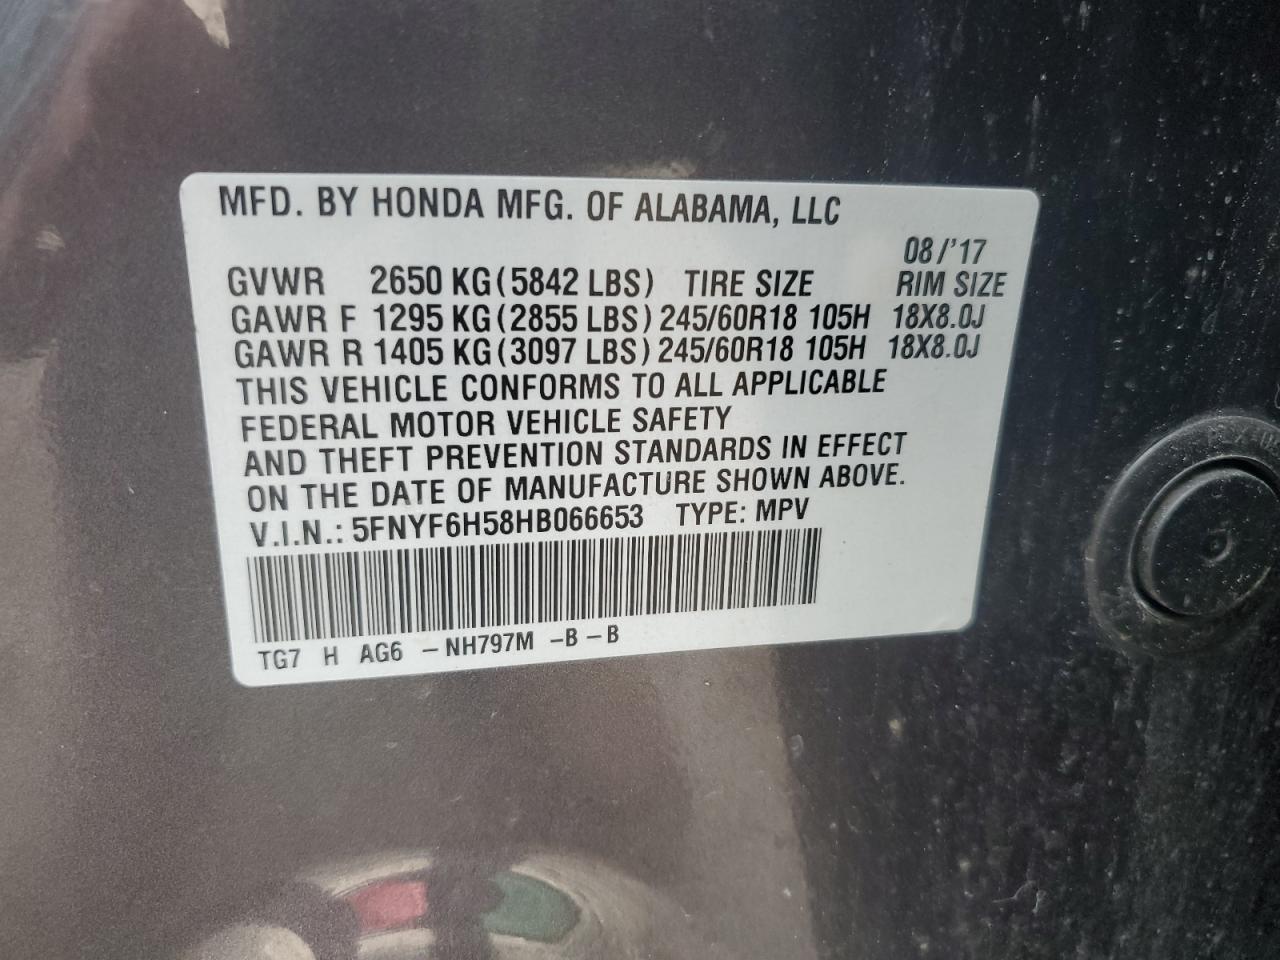 MFD. BY HONDA MFG. OF ALABAMA, LLC
08/'17
GVWR 2650 KG (5842 LBS) TIRE SIZE RIM SIZE
GAWR F 1295 KG (2855 LBS) 245/60R18 105H 18X8.0J
GAWR R 1405 KG (3097 LBS) 245/60R18 105H 18X8.0J
THIS VEHICLE CONFORMS TO ALL APPLICABLE
FEDERAL MOTOR VEHICLE SAFETY
AND THEFT PREVENTION STANDARDS IN EFFECT
ON THE DATE OF MANUFACTURE SHOWN ABOVE.
V.I.N.: 5FNYF6H58HB066653 TYPE: MPV
TG7 H AG6 - NH797M -B - B